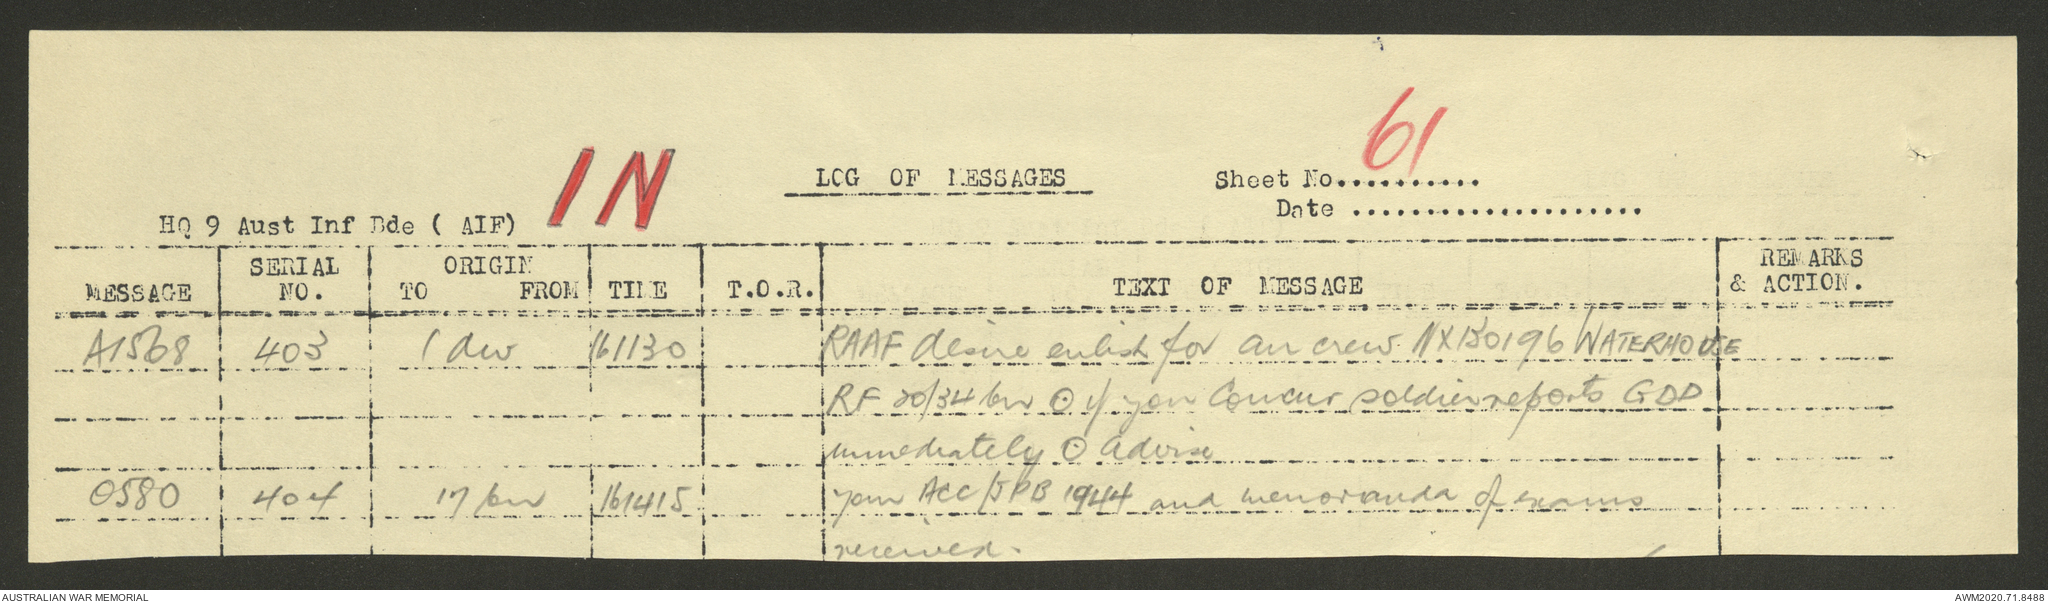 61
IN
LOG OF MESSAGES
Sheet No...........
Date ......................
HQ 9 Aust Inf Bde ( AIF)
MESSAGE SERIAL NO. ORIGIN TO FROM TIME T.O.R. TEXT OF MESSAGE REMARKS & ACTION.
A1568 403 1 div 161130 RAAF desire enlist for air crew NX130196 WATERHOUSE
RF 20/34 bn ⊙ if you concur soldier reports GDD
immediately ⊙ advise
O580 404 17 bn 161415 your ACC/JPB 1944 and memoranda of exams
received.
AUSTRALIAN WAR MEMORIAL
AWM2020.71.8488